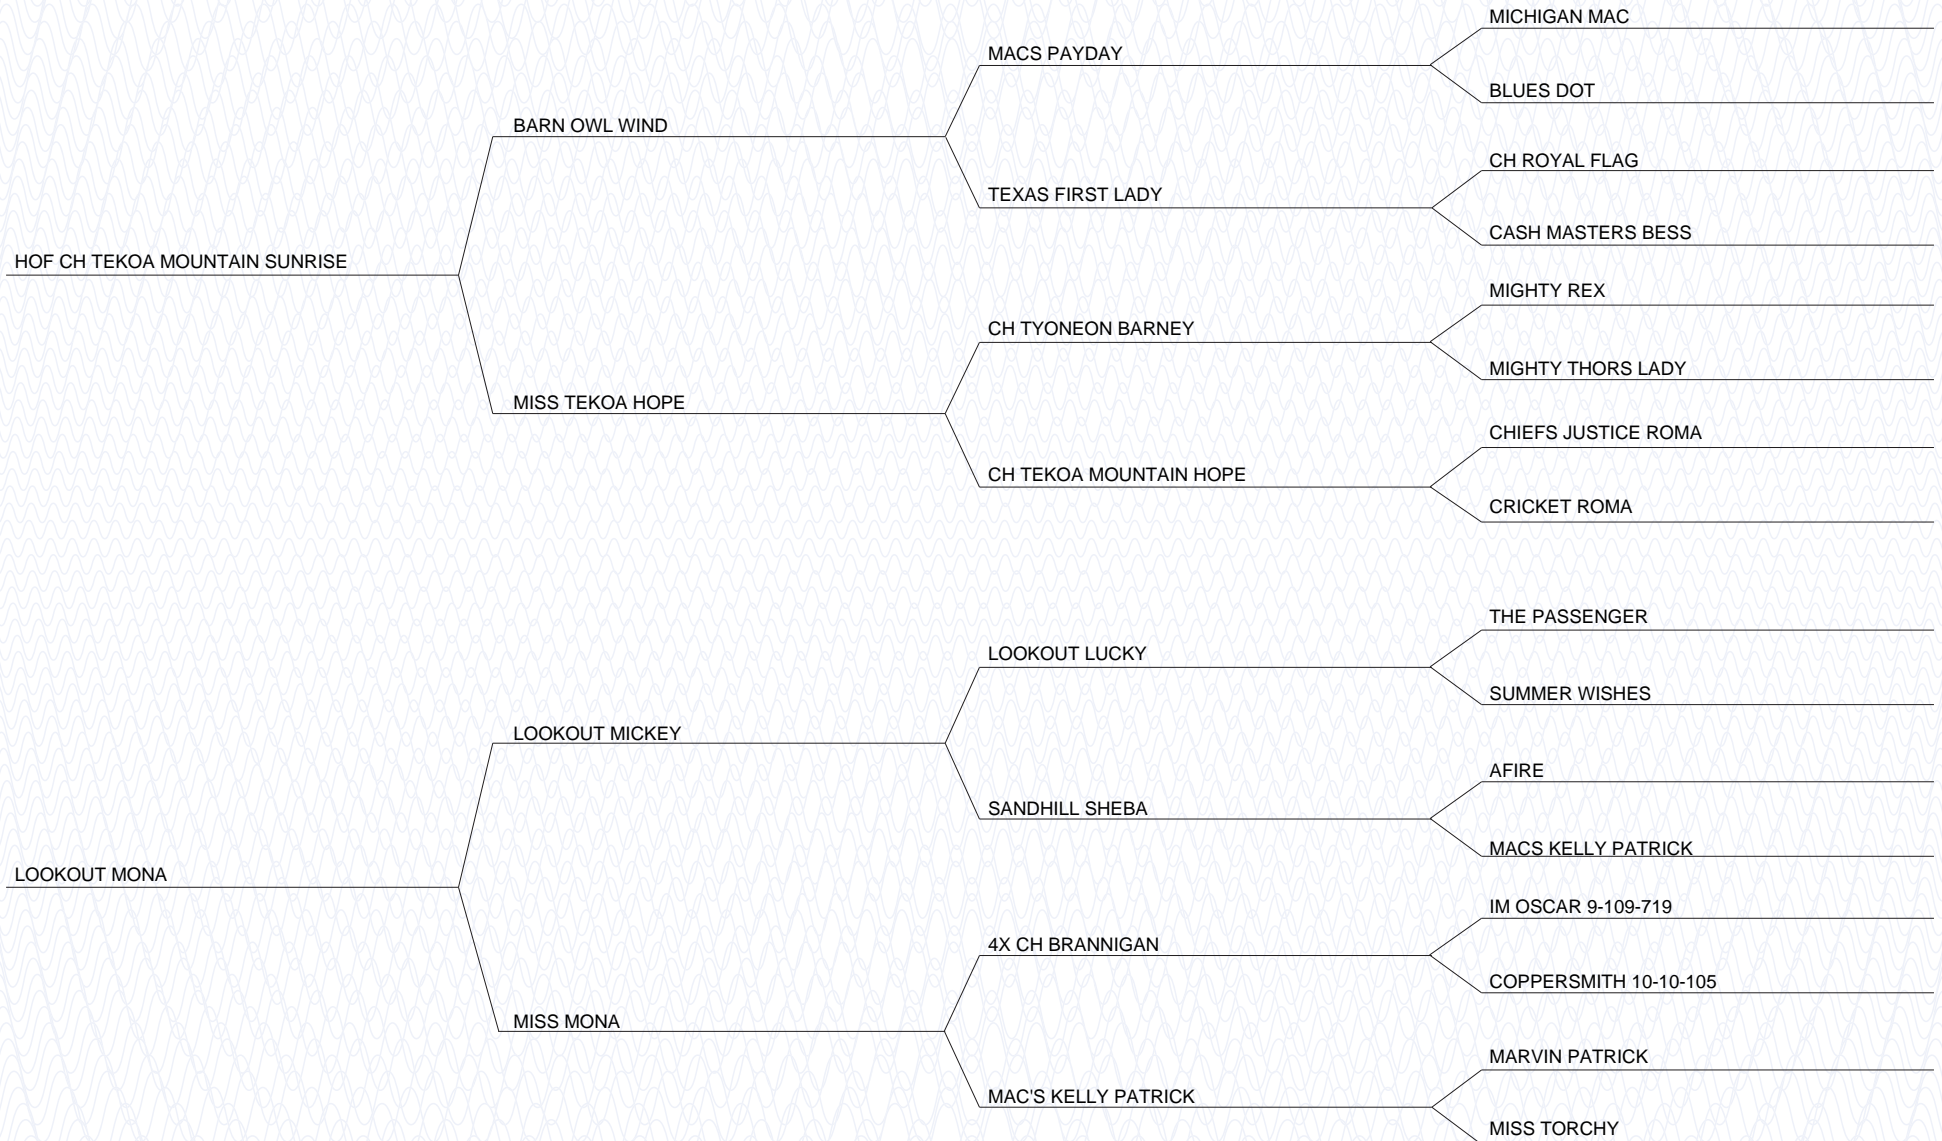 MICHIGAN MAC
MACS PAYDAY
BLUES DOT
BARN OWL WIND
CH ROYAL FLAG
TEXAS FIRST LADY
CASH MASTERS BESS
HOF CH TEKOA MOUNTAIN SUNRISE
MIGHTY REX
CH TYONEON BARNEY
MIGHTY THORS LADY
MISS TEKOA HOPE
CHIEFS JUSTICE ROMA
CH TEKOA MOUNTAIN HOPE
CRICKET ROMA
THE PASSENGER
LOOKOUT LUCKY
SUMMER WISHES
LOOKOUT MICKEY
AFIRE
SANDHILL SHEBA
MACS KELLY PATRICK
LOOKOUT MONA
IM OSCAR 9-109-719
4X CH BRANNIGAN
COPPERSMITH 10-10-105
MISS MONA
MARVIN PATRICK
MAC'S KELLY PATRICK
MISS TORCHY